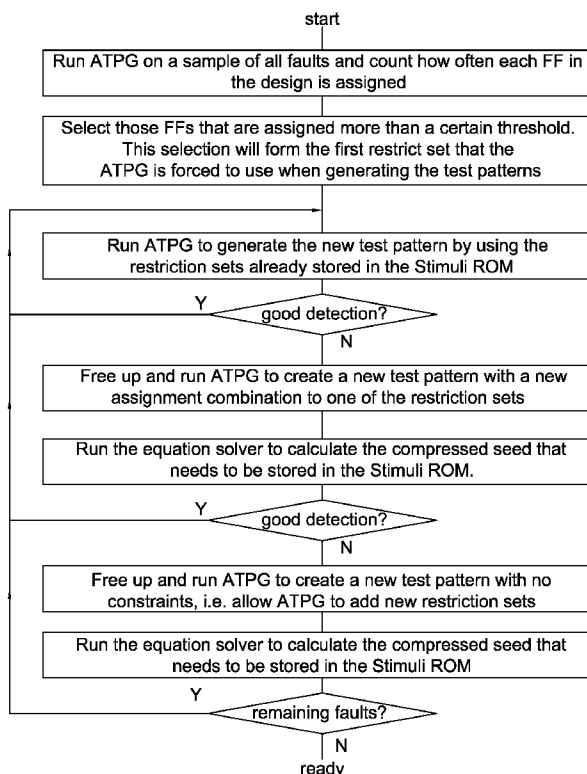 start
Run ATPG on a sample of all faults and count how often each FF in
the design is assigned
Select those FFs that are assigned more than a certain threshold.
This selection will form the first restrict set that the
ATPG is forced to use when generating the test patterns
Run ATPG to generate the new test pattern by using the
restriction sets already stored in the Stimuli ROM
Y
good detection?
N
Free up and run ATPG to create a new test pattern with a new
assignment combination to one of the restriction sets
Run the equation solver to calculate the compressed seed that
needs to be stored in the Stimuli ROM.
Y
good detection?
N
Free up and run ATPG to create a new test pattern with no
constraints, i.e. allow ATPG to add new restriction sets
Run the equation solver to calculate the compressed seed that
needs to be stored in the Stimuli ROM
Y
remaining faults?
N
ready